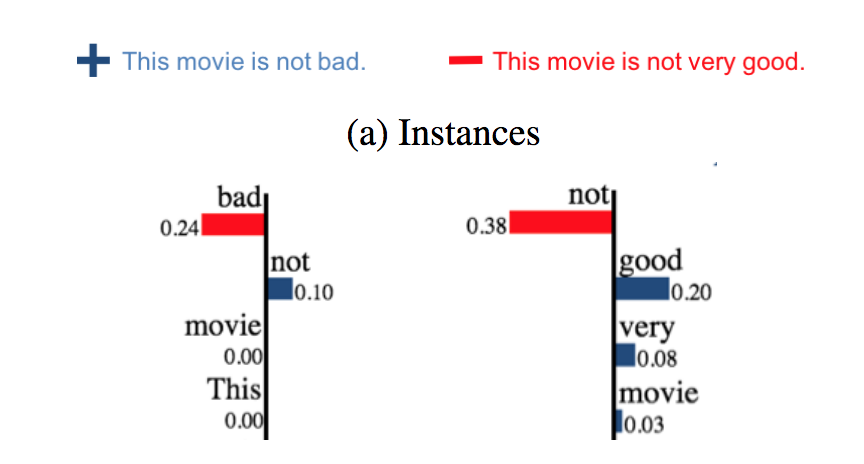 This movie is not bad.
This movie is not very good.
(a) Instances
bad
0.24
not
0.10
movie
0.00
This
0.00
not
0.38
good
0.20
very
0.08
movie
0.03